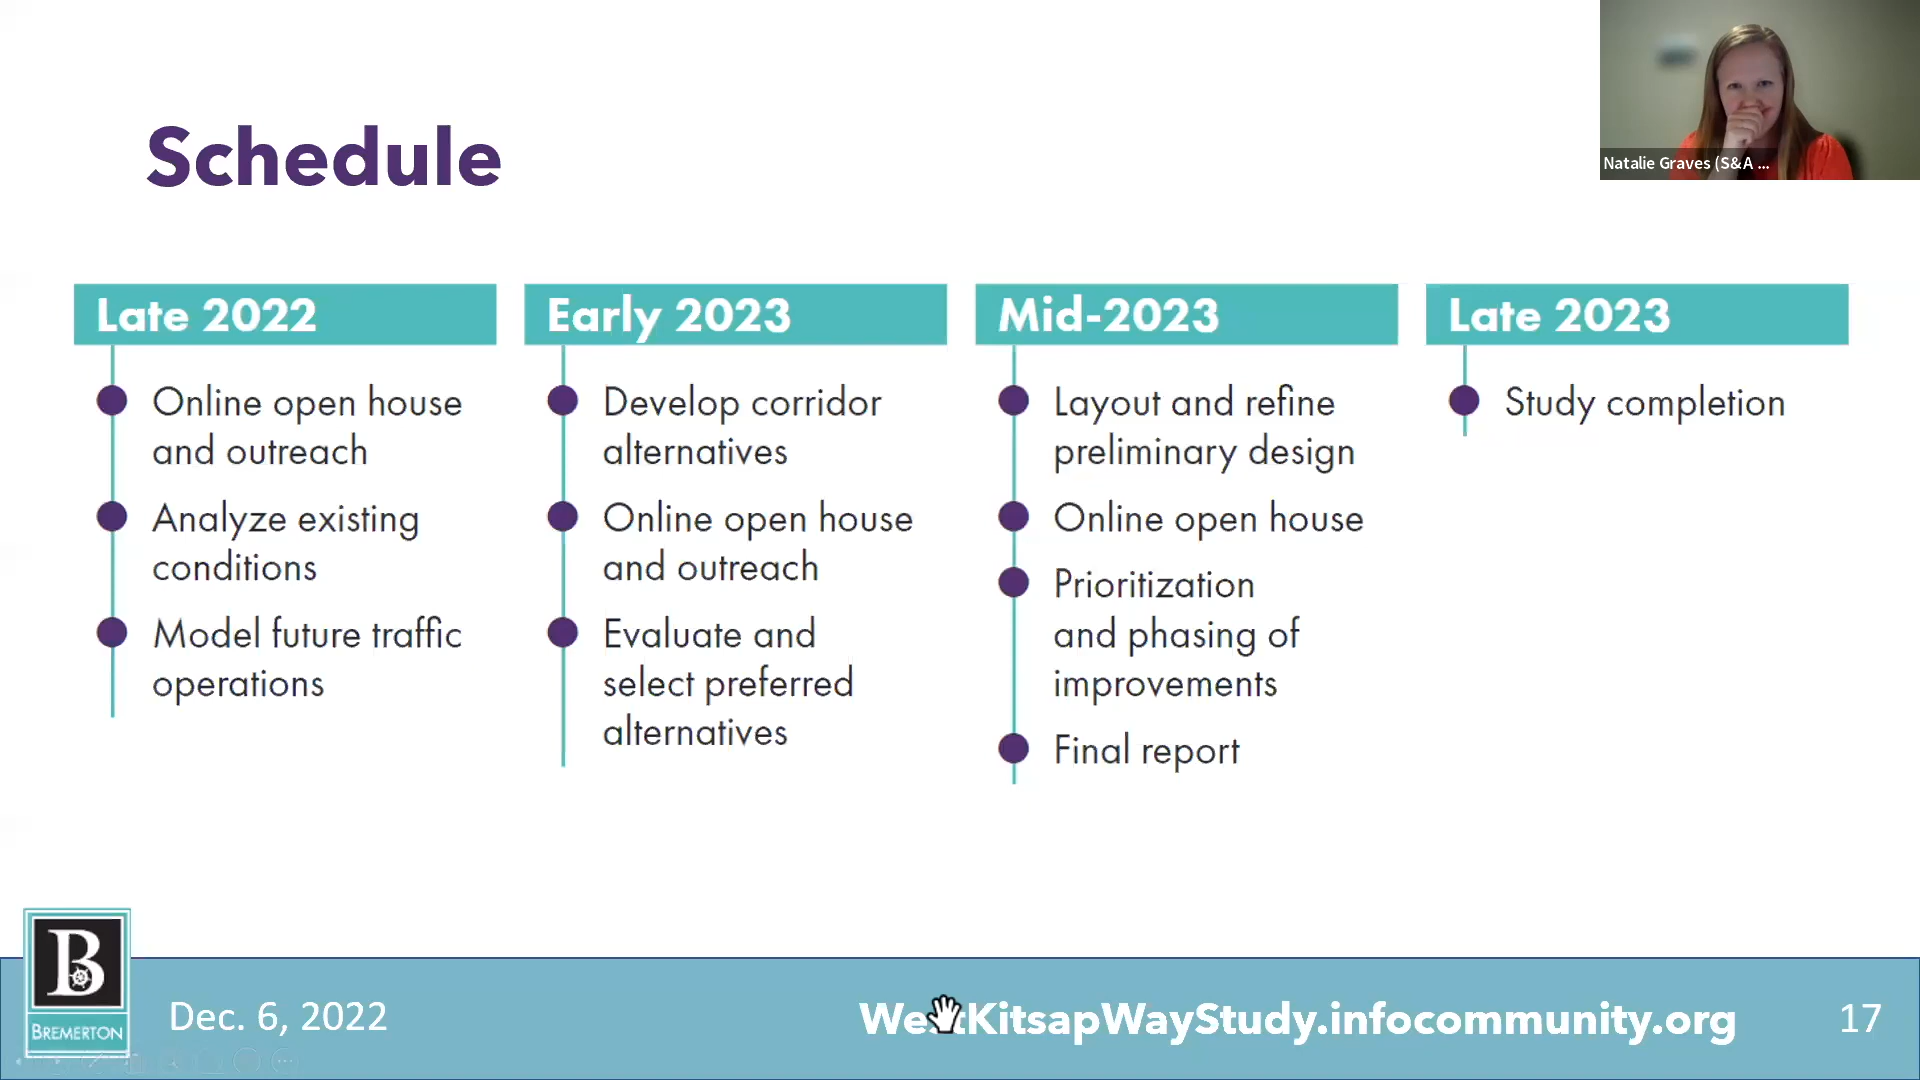 Natalie Graves (S&A ...
Schedule
Late 2022
Online open house
and outreach
Analyze existing
conditions
Model future traffic
operations
Early 2023
Develop corridor
alternatives
Online open house
and outreach
Evaluate and
select preferred
alternatives
Mid-2023
Layout and refine
preliminary design
Online open house
Prioritization
and phasing of
improvements
Final report
Late 2023
Study completion
B
BREMERTON
Dec. 6, 2022
WestKitsapWayStudy.infocommunity.org
17